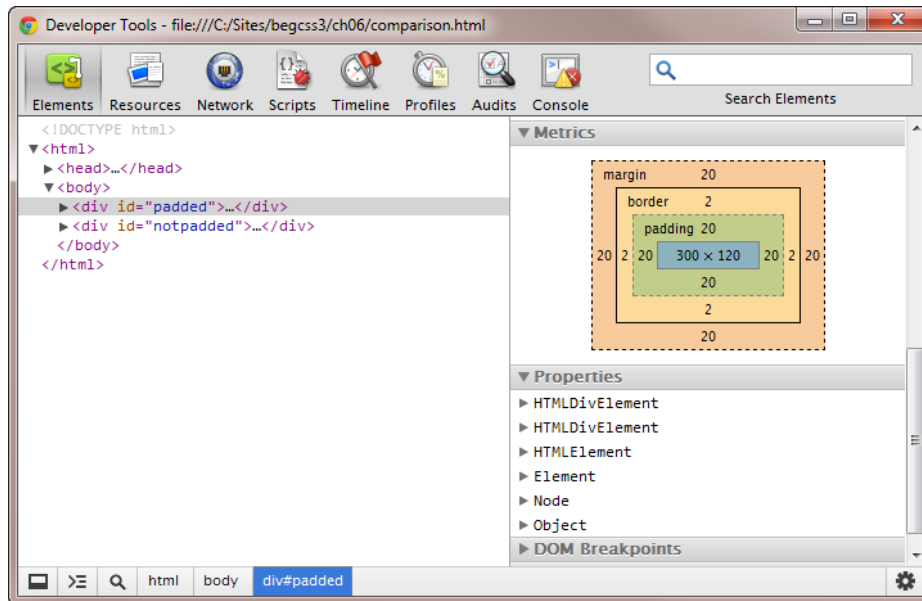 Developer Tools - file:///C:/Sites/begcss3/ch06/comparison.html
Elements Resources Network Scripts Timeline Profiles Audits Console Search Elements
<!DOCTYPE html>
▼<html>
▶<head>…</head>
▼<body>
▶<div id="padded">…</div>
▶<div id="notpadded">…</div>
</body>
</html>
▼ Metrics
margin 20
border 2
padding 20
20 2 20 300 × 120 20 2 20
20
2
20
▼ Properties
▶ HTMLDivElement
▶ HTMLDivElement
▶ HTMLElement
▶ Element
▶ Node
▶ Object
▶ DOM Breakpoints
html body div#padded